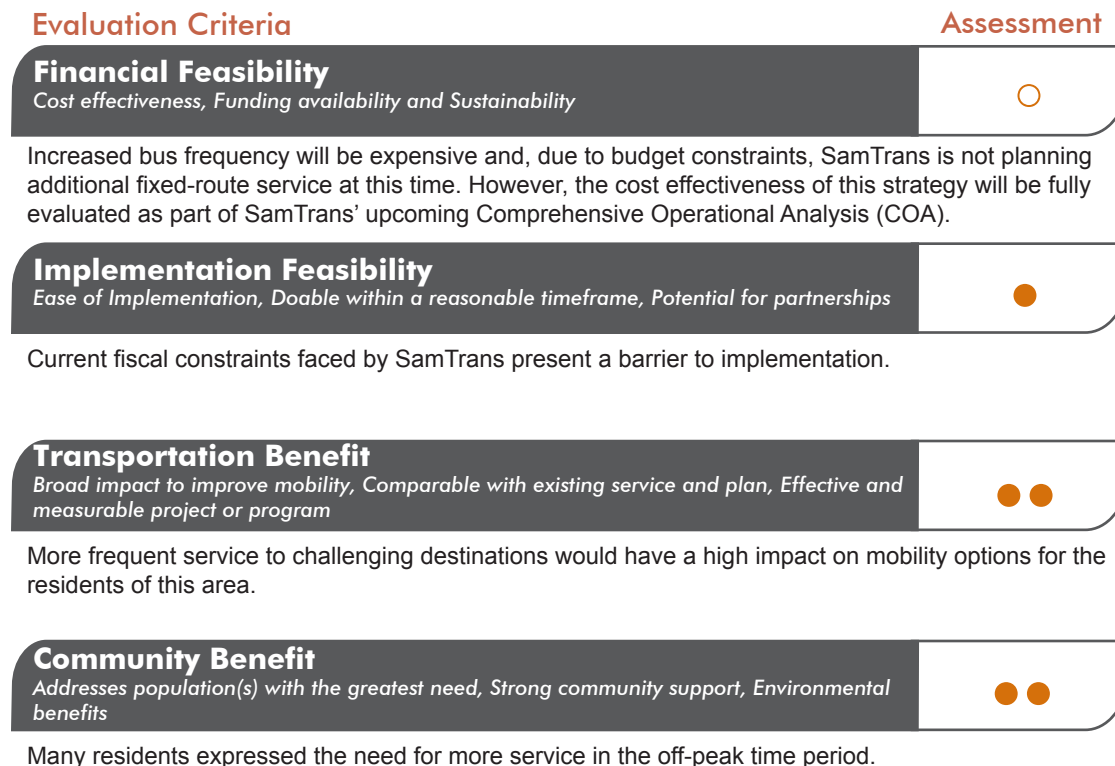 Evaluation Criteria
Assessment
Financial Feasibility
Cost effectiveness, Funding availability and Sustainability
Increased bus frequency will be expensive and, due to budget constraints, SamTrans is not planning
additional fixed-route service at this time. However, the cost effectiveness of this strategy will be fully
evaluated as part of SamTrans’ upcoming Comprehensive Operational Analysis (COA).
Implementation Feasibility
Ease of Implementation, Doable within a reasonable timeframe, Potential for partnerships
Current fiscal constraints faced by SamTrans present a barrier to implementation.
Transportation Benefit
Broad impact to improve mobility, Comparable with existing service and plan, Effective and
measurable project or program
More frequent service to challenging destinations would have a high impact on mobility options for the
residents of this area.
Community Benefit
Addresses population(s) with the greatest need, Strong community support, Environmental
benefits
Many residents expressed the need for more service in the off-peak time period.